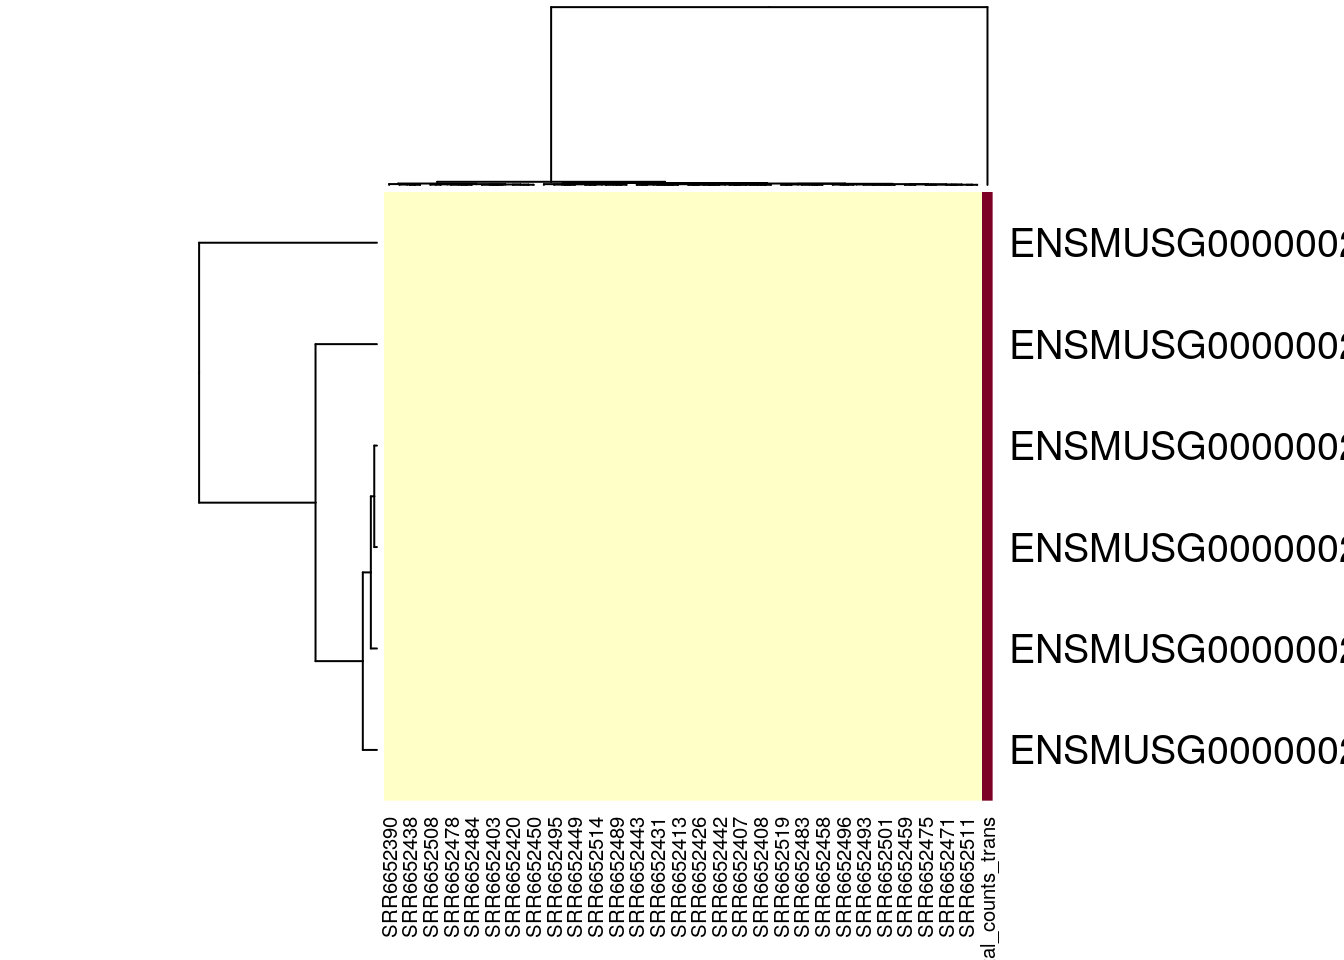 ENSMUSG0000002
ENSMUSG0000002
ENSMUSG0000002
ENSMUSG0000002
ENSMUSG0000002
ENSMUSG0000002
SRR6652390
SRR6652438
SRR6652508
SRR6652478
SRR6652484
SRR6652403
SRR6652420
SRR6652450
SRR6652495
SRR6652449
SRR6652514
SRR6652489
SRR6652443
SRR6652431
SRR6652413
SRR6652426
SRR6652442
SRR6652407
SRR6652408
SRR6652519
SRR6652483
SRR6652458
SRR6652496
SRR6652493
SRR6652501
SRR6652459
SRR6652475
SRR6652471
SRR6652511
al_counts_trans